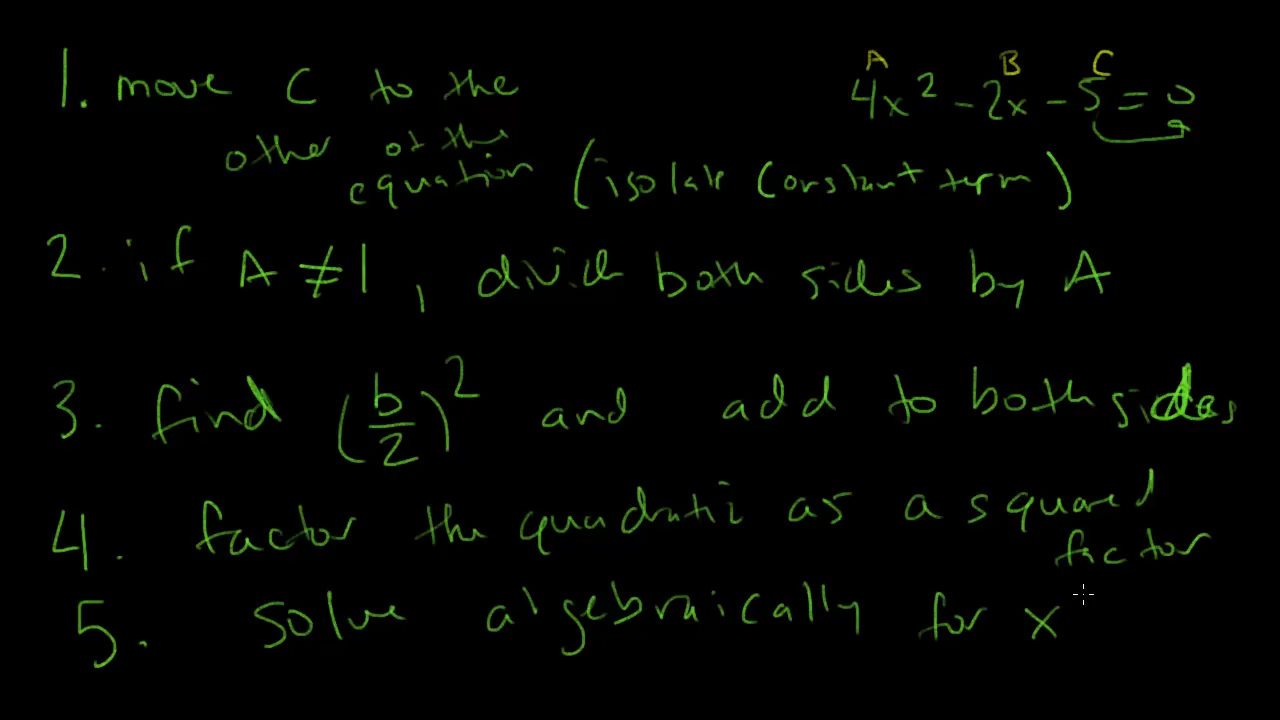 1. move C to the
other of the
equation (isolate constant term)
A B C
4x² - 2x - 5 = 0
2. if A ≠ 1, divide both sides by A
3. find (b/2)² and add to both sides
4. factor the quadratic as a squared
factor
5. solve algebraically for x